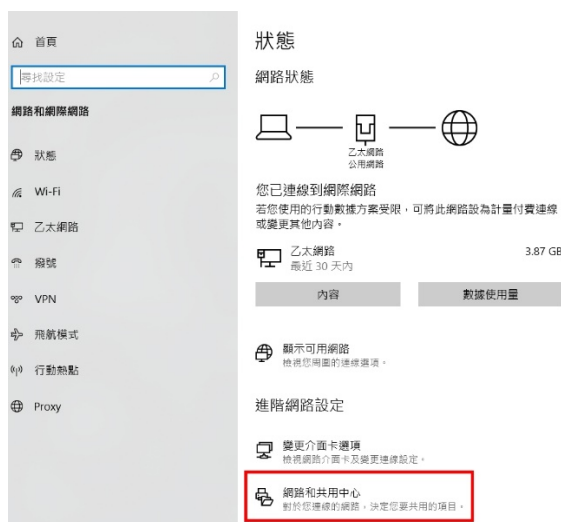 首頁
尋找設定
網路和網際網路
狀態
Wi-Fi
乙太網路
撥號
VPN
飛航模式
行動熱點
Proxy
狀態
網路狀態
乙太網路
公用網路
您已連線到網際網路
若您使用的行動數據方案受限，可將此網路設為計量付費連線
或變更其他內容。
乙太網路
3.87 GB
最近 30 天內
內容
數據使用量
顯示可用網路
檢視您周圍的連線選項。
進階網路設定
變更介面卡選項
檢視網路介面卡及變更連線設定。
網路和共用中心
對於您連線的網路，決定您要共用的項目。